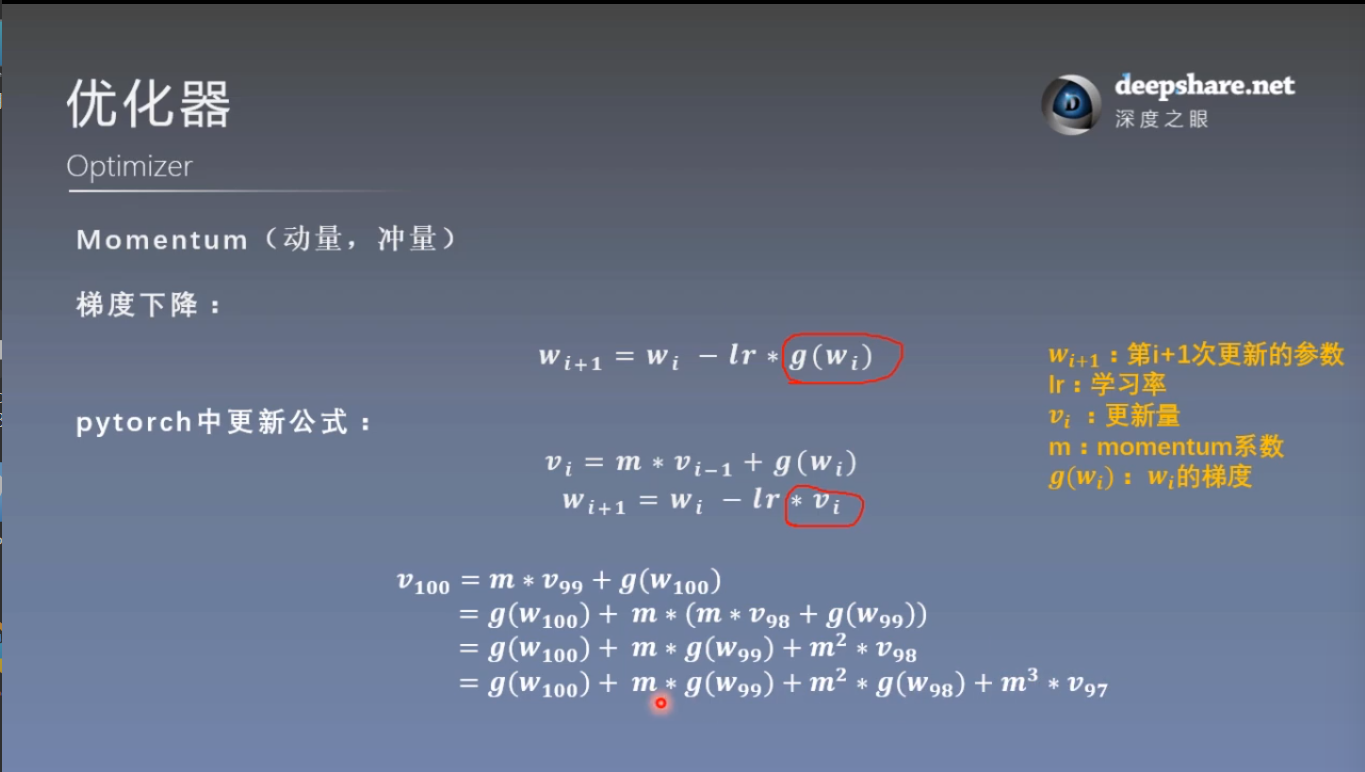 优化器
deepshare.net
深度之眼
Optimizer
Momentum（动量，冲量）
梯度下降：
w_{i+1} = w_i − lr * g(w_i)
w_{i+1}：第i+1次更新的参数
lr：学习率
v_i ：更新量
m：momentum系数
g(w_i)：w_i的梯度
pytorch中更新公式：
v_i = m * v_{i−1} + g(w_i)
w_{i+1} = w_i − lr * v_i
v_{100} = m * v_{99} + g(w_{100})
= g(w_{100}) + m * (m * v_{98} + g(w_{99}))
= g(w_{100}) + m * g(w_{99}) + m^2 * v_{98}
= g(w_{100}) + m * g(w_{99}) + m^2 * g(w_{98}) + m^3 * v_{97}